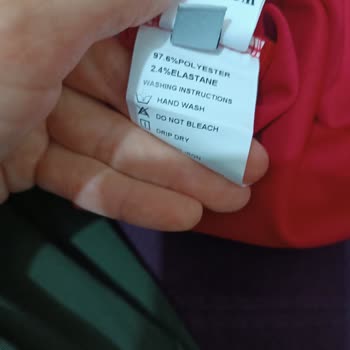 97.6%POLYESTER
2.4%ELASTANE
WASHING INSTRUCTIONS
HAND WASH
DO NOT BLEACH
DRIP DRY